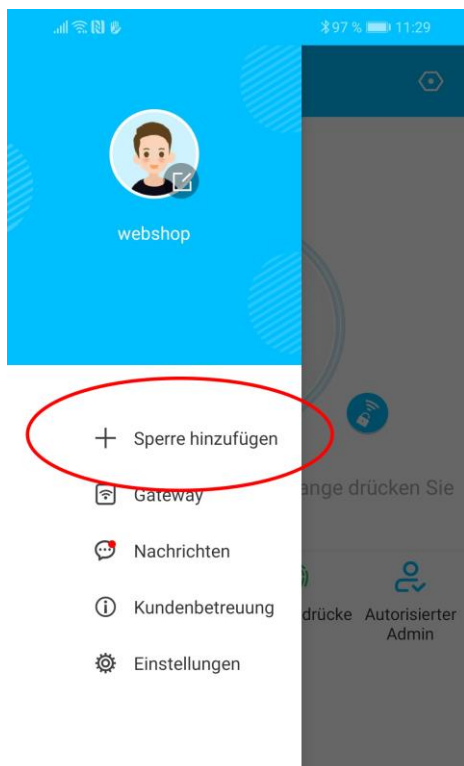 97 % 11:29
webshop
Sperre hinzufügen
Gateway
ange drücken Sie
Nachrichten
Kundenbetreuung
drücke Autorisierter
Admin
Einstellungen